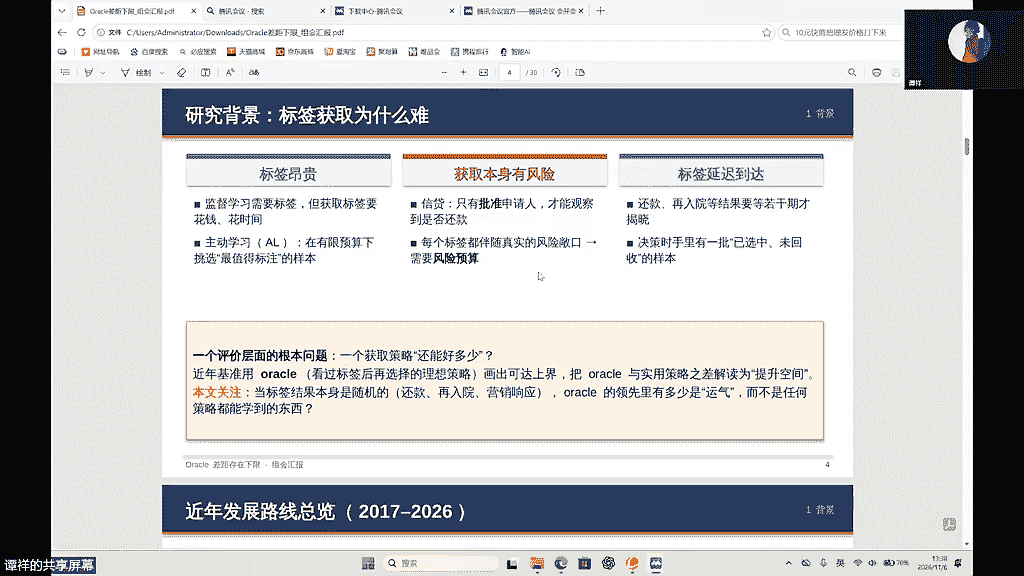 Oracle差距下限_组会汇报.pdf
腾讯会议 - 搜索
下载中心-腾讯会议
腾讯会议官方——腾讯会议 会开会
文件 C:/Users/Administrator/Downloads/Oracle差距下限_组会汇报.pdf
网址导航
百度搜索
必应搜索
天猫商城
京东商城
爱淘宝
聚划算
唯品会
携程旅行
智能AI
绘制
4 / 30
谭祥
研究背景：标签获取为什么难
1 背景
标签昂贵
■ 监督学习需要标签，但获取标签要
花钱、花时间
■ 主动学习（ AL ）：在有限预算下
挑选“最值得标注”的样本
获取本身有风险
■ 信贷：只有批准申请人，才能观察
到是否还款
■ 每个标签都伴随真实的风险敞口 →
需要风险预算
标签延迟到达
■ 还款、再入院等结果要等若干期才
揭晓
■ 决策时手里有一批“已选中、未回
收”的样本
一个评价层面的根本问题：一个获取策略“还能好多少”？
近年基准用 oracle （看过标签后再选择的理想策略）画出可达上界，把 oracle 与实用策略之差解读为“提升空间”。
本文关注：当标签结果本身是随机的（还款、再入院、营销响应）， oracle 的领先里有多少是“运气”，而不是任何
策略都能学到的东西？
Oracle 差距存在下限 · 组会汇报
4
近年发展路线总览（ 2017–2026 ）
1 背景
谭祥的共享屏幕
搜索
英
70%
13:38
2026/11/6